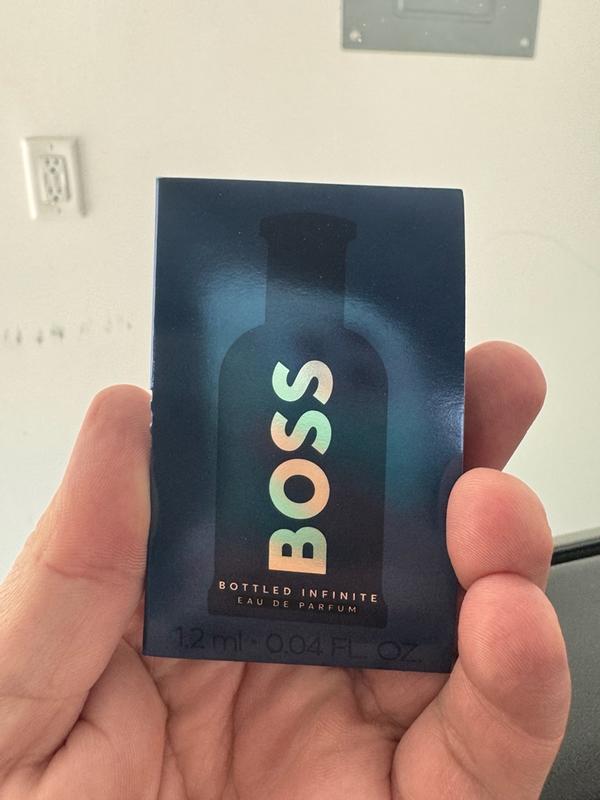 BOSS
BOTTLED INFINITE
EAU DE PARFUM
1.2 ml · 0.04 FL. OZ.